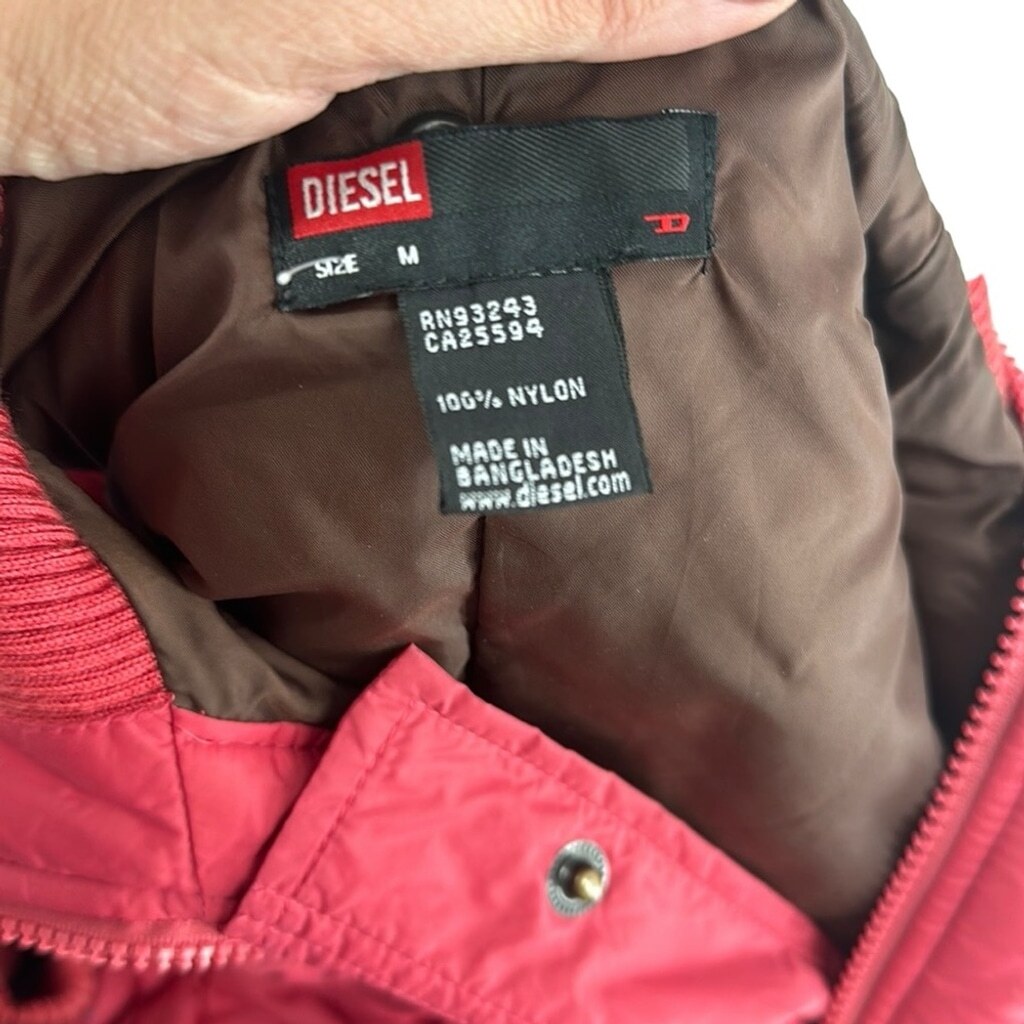 DIESEL
SIZE M
RN93243
CA25594
100% NYLON
MADE IN
BANGLADESH
www.diesel.com